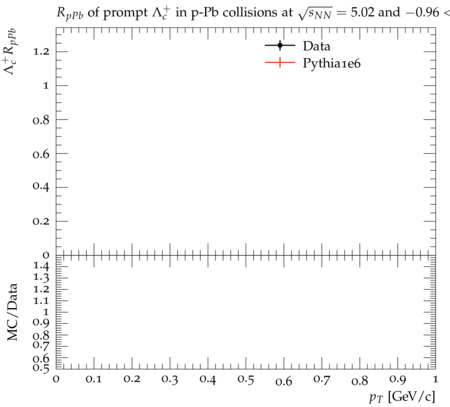 R_pPb of prompt Λ_c^+ in p-Pb collisions at √s_NN = 5.02 and −0.96 <
Λ_c^+ R_pPb
Data
Pythia1e6
1.2
1
0.8
0.6
0.4
0.2
0
MC/Data
1.4
1.3
1.2
1.1
1
0.9
0.8
0.7
0.6
0.5
0 0.1 0.2 0.3 0.4 0.5 0.6 0.7 0.8 0.9 1
p_T [GeV/c]